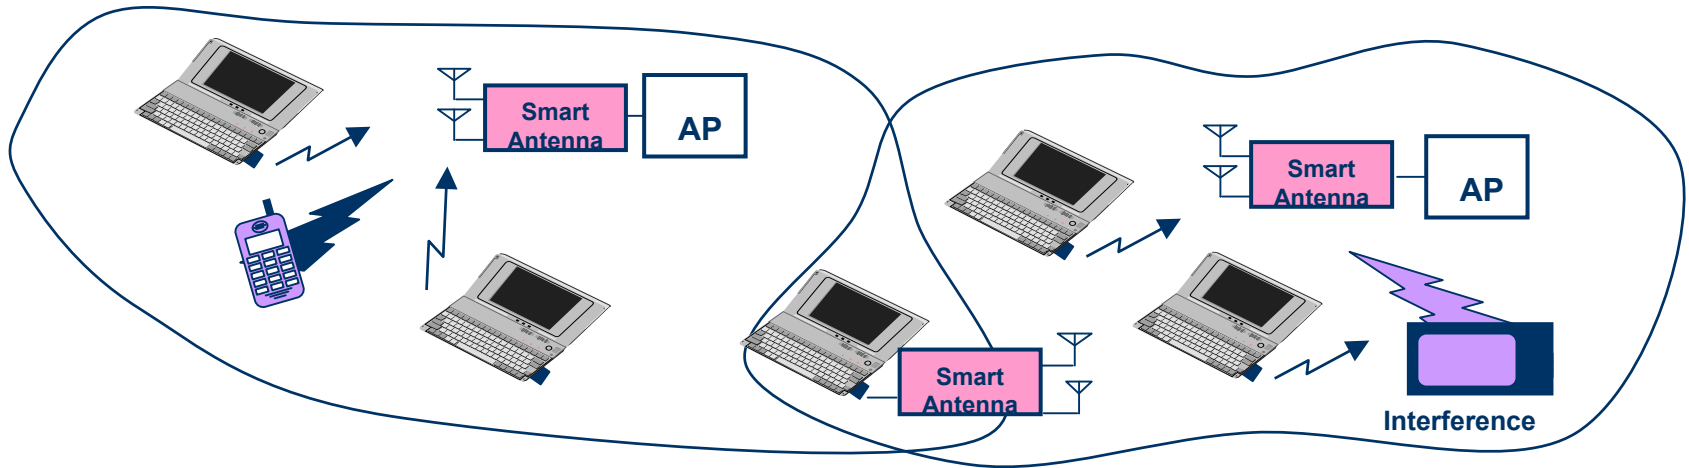 Smart
Antenna
AP
Smart
Antenna
AP
Smart
Antenna
Interference